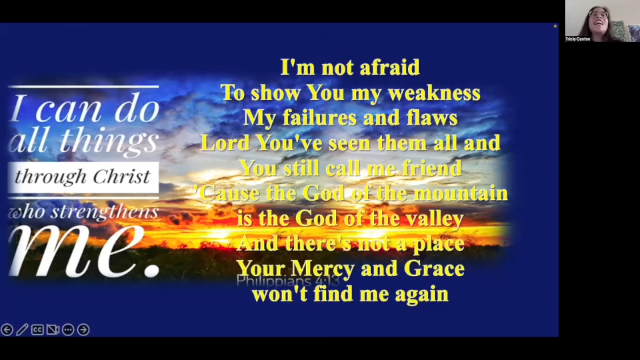 I can do
all things
through Christ
who strengthens
me.
I'm not afraid
To show You my weakness
My failures and flaws
Lord You've seen them all and
You still call me friend
'Cause the God of the mountain
is the God of the valley
And there's not a place
Your Mercy and Grace
won't find me again
Philippians 4:13
CC
Tricia Canton